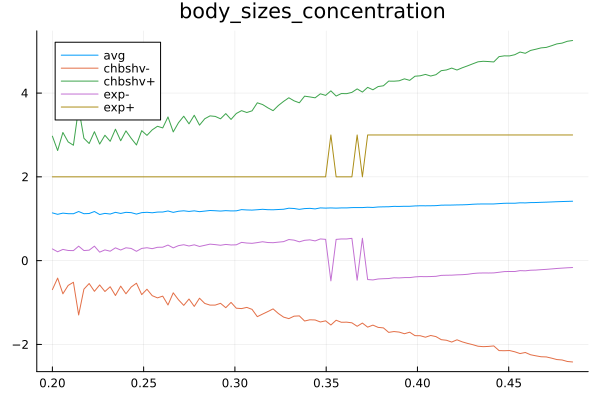 body_sizes_concentration
avg
chbshv-
chbshv+
exp-
exp+
4
2
0
−2
0.20 0.25 0.30 0.35 0.40 0.45